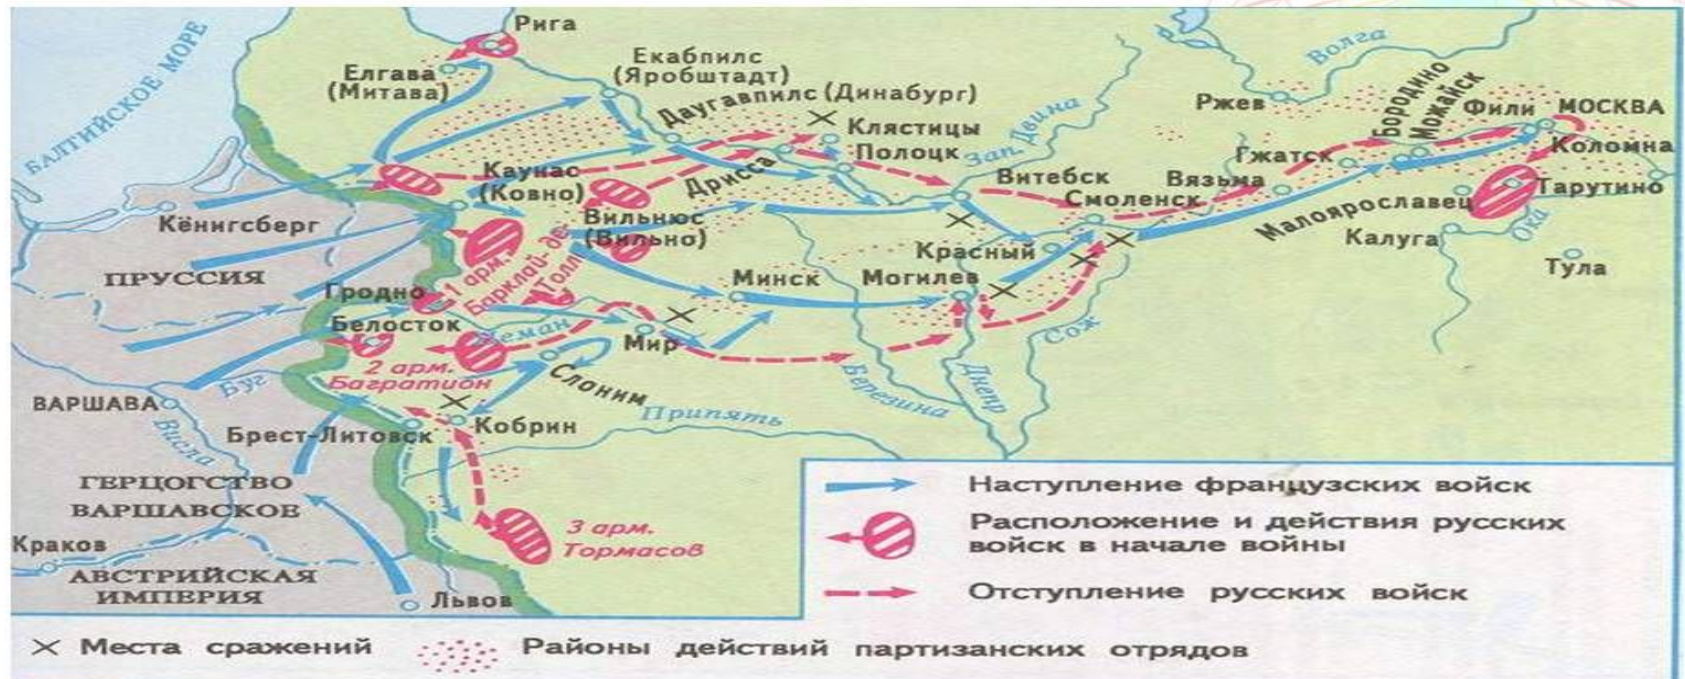 Рига
БАЛТИЙСКОЕ МОРЕ
Елгава
(Митава)
Екабпилс
(Яробштадт)
Даугавпилс (Динабург)
Клястицы
Полоцк
Зап. Двина
Волга
Ржев
Бородино
Можайск
Фили
МОСКВА
Коломна
Гжатск
Вязьма
Тарутино
Малоярославец
Калуга
Ока
Тула
Каунас
(Ковно)
Дрисса
Витебск
Смоленск
Кёнигсберг
Вильнюс
(Вильно)
Красный
ПРУССИЯ
1 арм.
Барклай-де-
Толли
Минск
Могилев
Гродно
Белосток
Неман
Мир
Сож
2 арм.
Багратион
Буг
Слоним
Березина
Днепр
ВАРШАВА
Висла
Брест-Литовск
Кобрин
Припять
ГЕРЦОГСТВО
ВАРШАВСКОЕ
3 арм.
Тормасов
Краков
АВСТРИЙСКАЯ
ИМПЕРИЯ
Львов
Наступление французских войск
Расположение и действия русских
войск в начале войны
Отступление русских войск
Места сражений
Районы действий партизанских отрядов